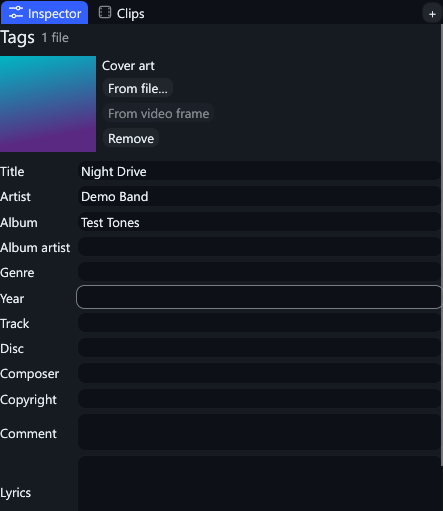 Inspector Clips +
Tags 1 file
Cover art
From file...
From video frame
Remove
Title Night Drive
Artist Demo Band
Album Test Tones
Album artist
Genre
Year
Track
Disc
Composer
Copyright
Comment
Lyrics